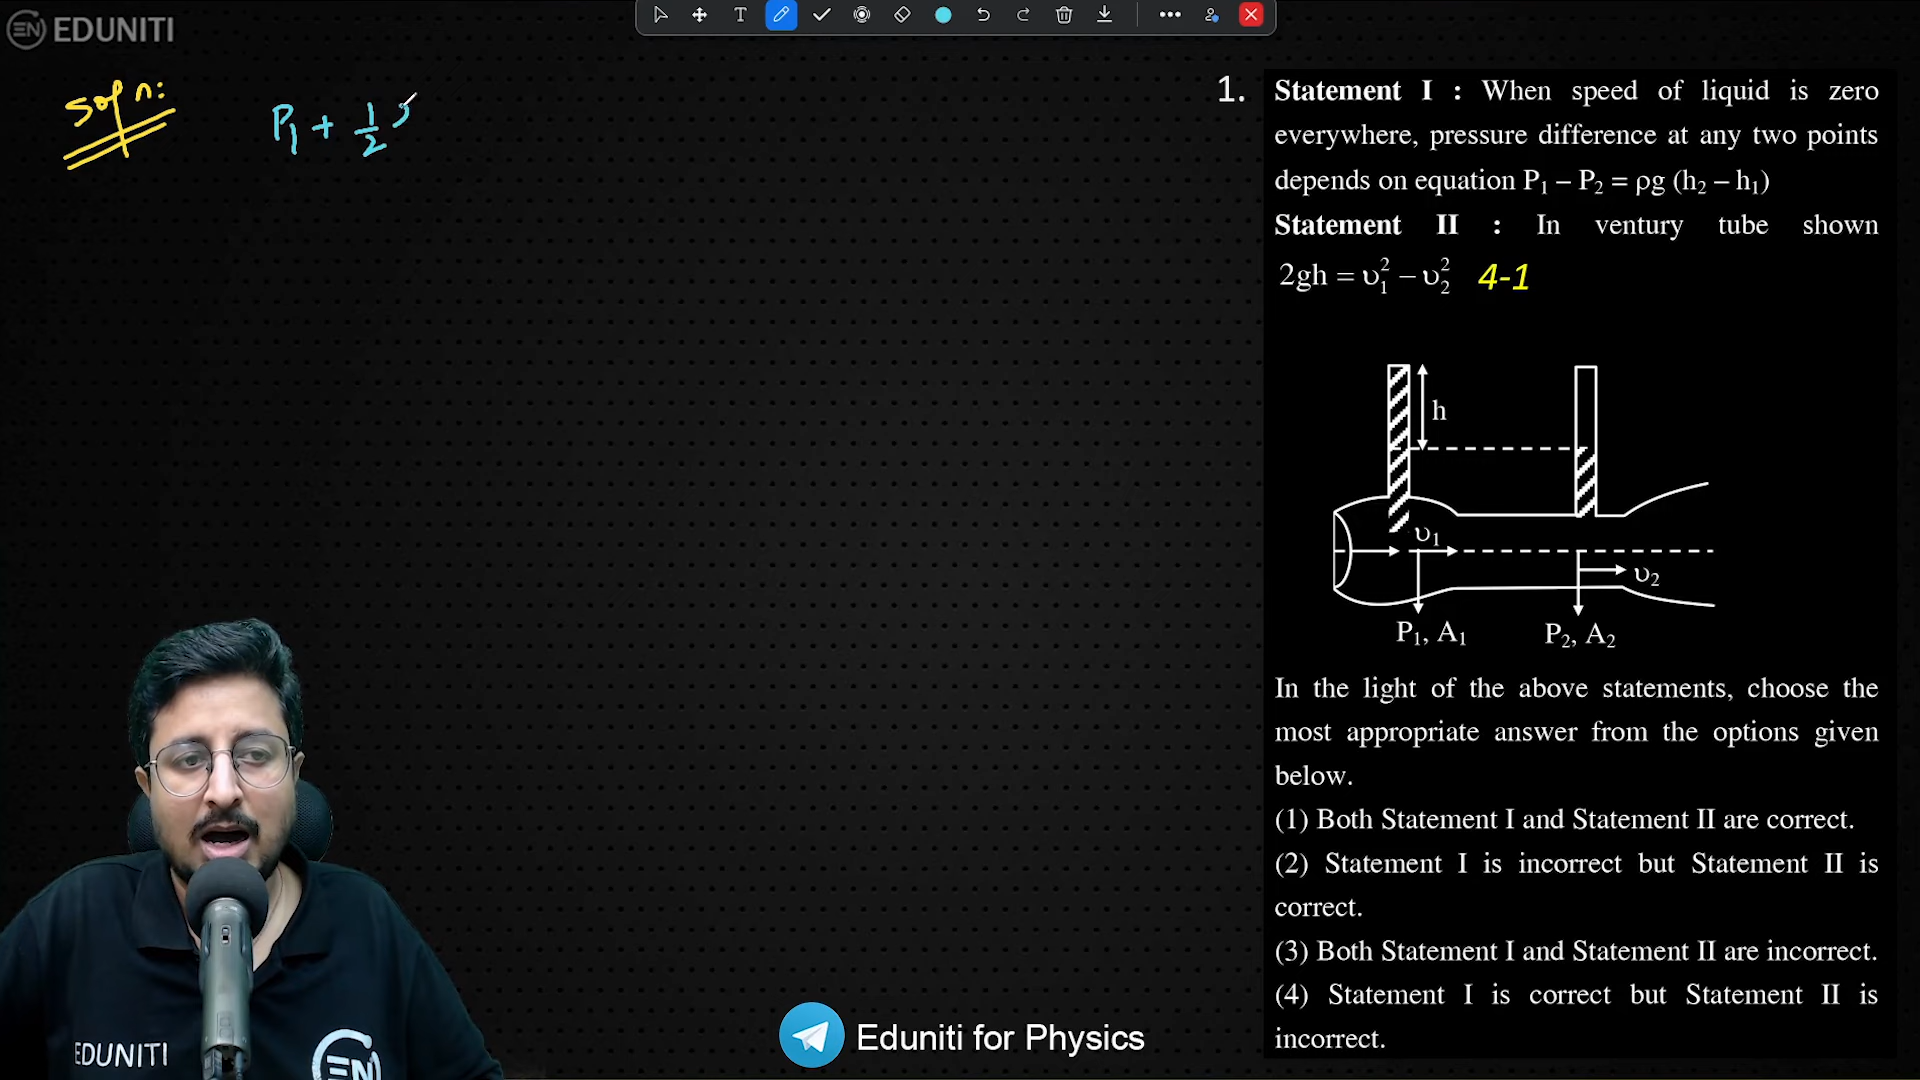 EDUNITI
Sol n:
P1 + 1/2
1.
Statement I : When speed of liquid is zero
everywhere, pressure difference at any two points
depends on equation P₁ – P₂ = ρg (h₂ – h₁)
Statement II : In ventury tube shown
2gh = υ₁² – υ₂² 4-1
h
υ₁
υ₂
P₁, A₁ P₂, A₂
In the light of the above statements, choose the
most appropriate answer from the options given
below.
(1) Both Statement I and Statement II are correct.
(2) Statement I is incorrect but Statement II is
correct.
(3) Both Statement I and Statement II are incorrect.
(4) Statement I is correct but Statement II is
incorrect.
EDUNITI
EN
Eduniti for Physics